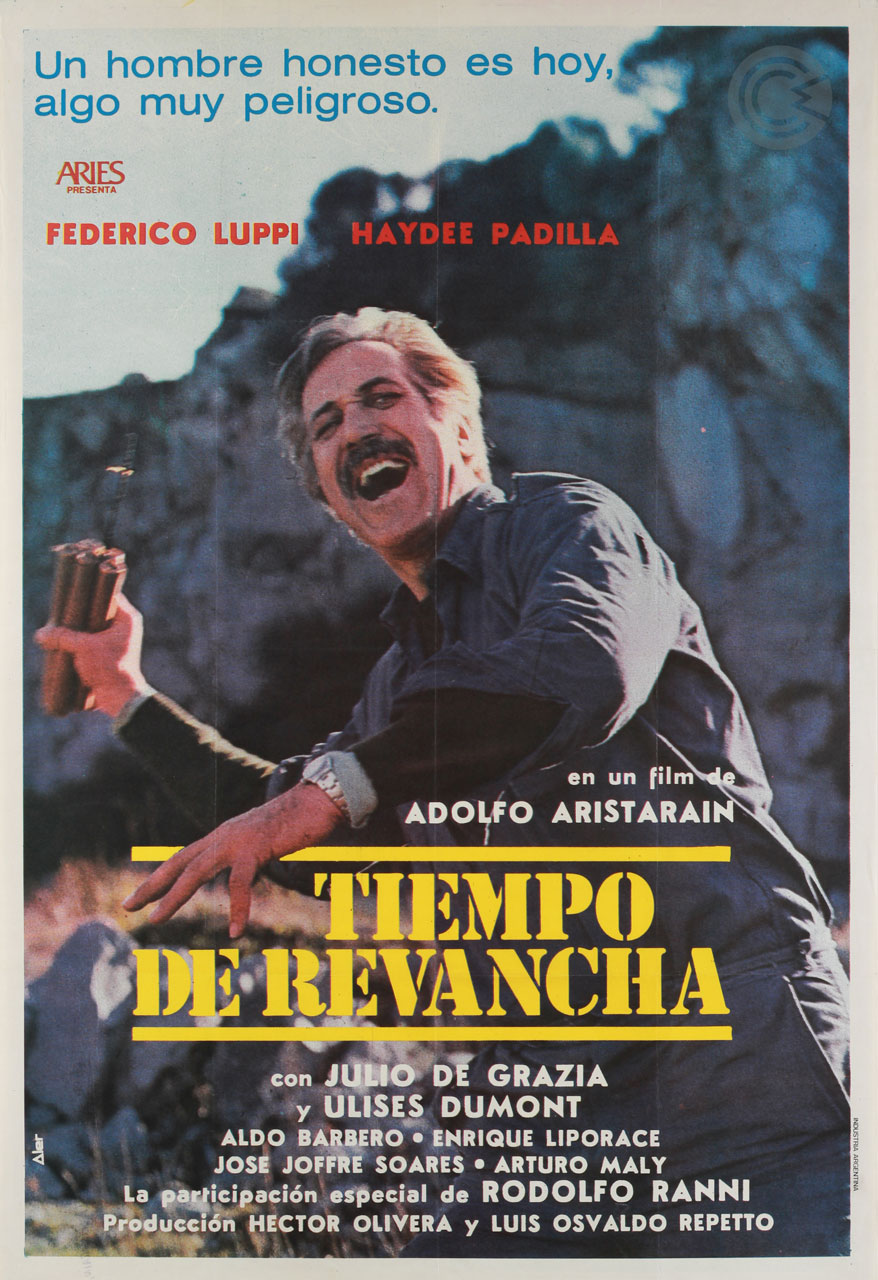 Un hombre honesto es hoy,
algo muy peligroso.
ARIES
PRESENTA
FEDERICO LUPPI HAYDEE PADILLA
en un film de
ADOLFO ARISTARAIN
TIEMPO
DE REVANCHA
con JULIO DE GRAZIA
y ULISES DUMONT
ALDO BARBERO • ENRIQUE LIPORACE
JOSE JOFFRE SOARES • ARTURO MALY
La participación especial de RODOLFO RANNI
Producción HECTOR OLIVERA y LUIS OSVALDO REPETTO
Aler
INDUSTRIA ARGENTINA